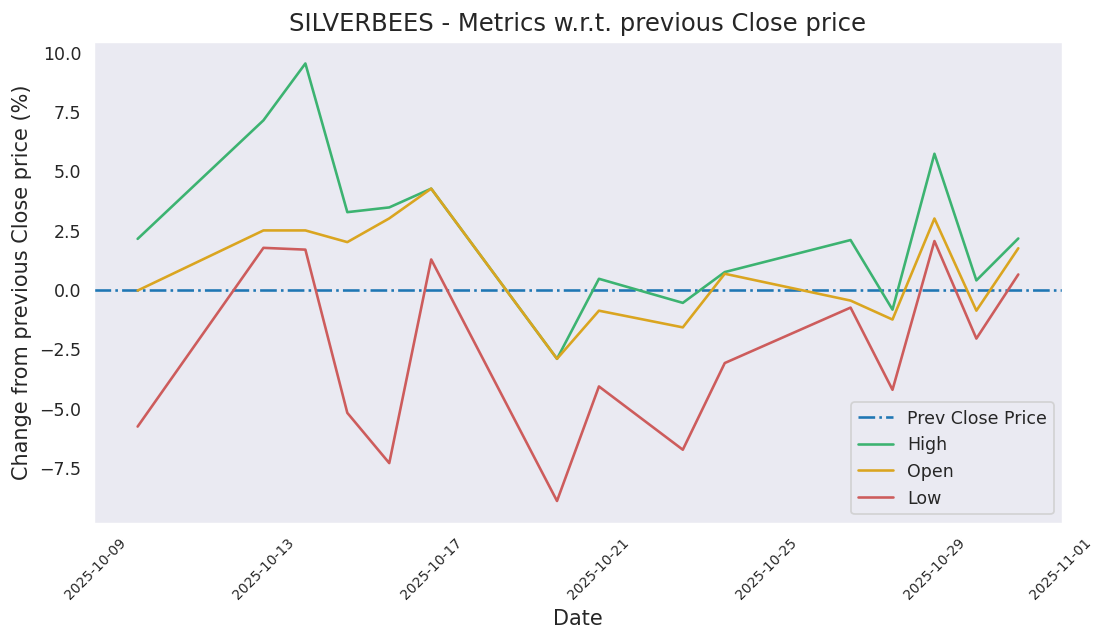 SILVERBEES - Metrics w.r.t. previous Close price
Change from previous Close price (%)
10.0
7.5
5.0
2.5
0.0
−2.5
−5.0
−7.5
Prev Close Price
High
Open
Low
2025-10-09
2025-10-13
2025-10-17
2025-10-21
2025-10-25
2025-10-29
2025-11-01
Date